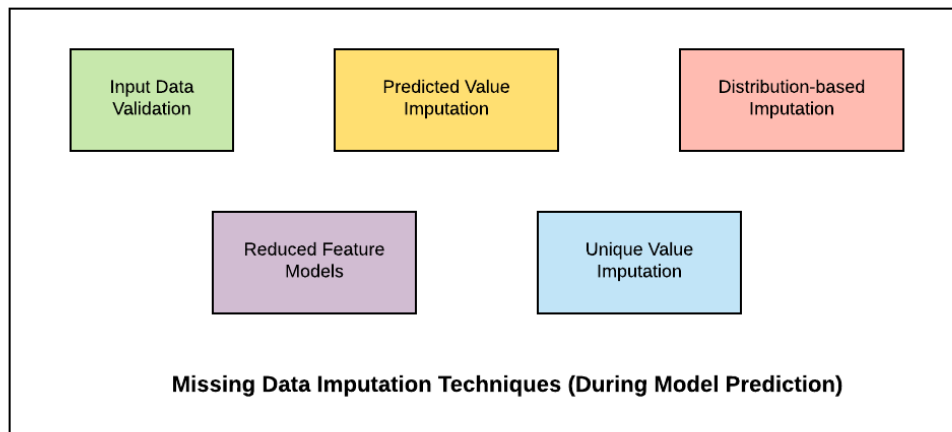 Input Data
Validation
Predicted Value
Imputation
Distribution-based
Imputation
Reduced Feature
Models
Unique Value
Imputation
Missing Data Imputation Techniques (During Model Prediction)